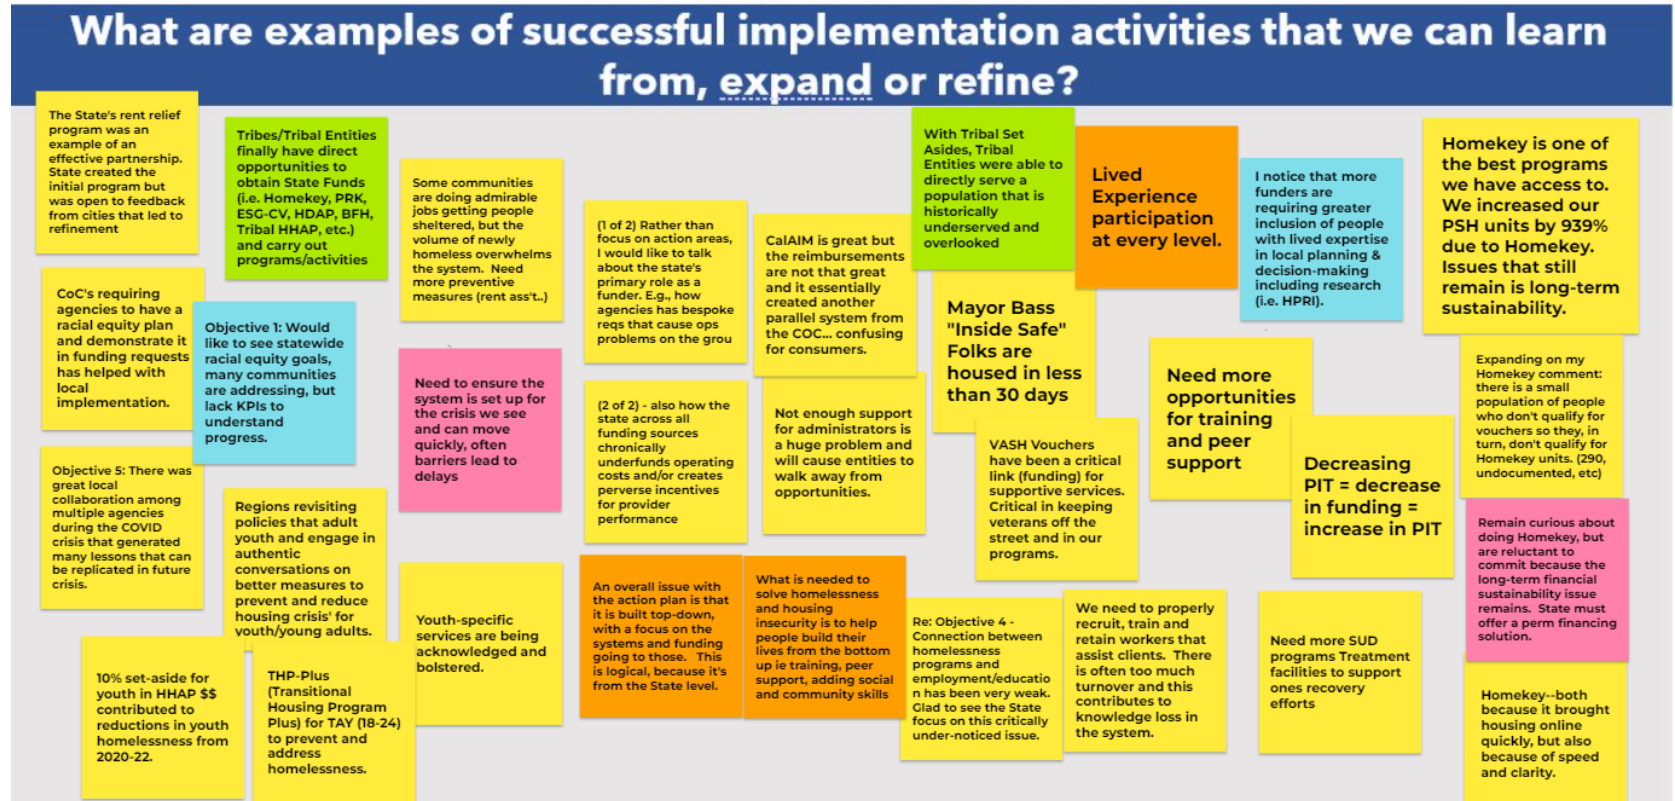 What are examples of successful implementation activities that we can learn
from, expand or refine?
The State's rent relief
program was an
example of an
effective partnership.
State created the
initial program but
was open to feedback
from cities that led to
refinement
CoC's requiring
agencies to have a
racial equity plan
and demonstrate it
in funding requests
has helped with
local
implementation.
Objective 5: There was
great local
collaboration among
multiple agencies
during the COVID
crisis that generated
many lessons that can
be replicated in future
crisis.
10% set-aside for
youth in HHAP $$
contributed to
reductions in youth
homelessness from
2020-22.
Tribes/Tribal Entities
finally have direct
opportunities to
obtain State Funds
(i.e. Homekey, PRK,
ESG-CV, HDAP, BFH,
Tribal HHAP, etc.)
and carry out
programs/activities
Objective 1: Would
like to see statewide
racial equity goals,
many communities
are addressing, but
lack KPIs to
understand
progress.
Regions revisiting
policies that adult
youth and engage in
authentic
conversations on
better measures to
prevent and reduce
housing crisis' for
youth/young adults.
THP-Plus
(Transitional
Housing Program
Plus) for TAY (18-24)
to prevent and
address
homelessness.
Some communities
are doing admirable
jobs getting people
sheltered, but the
volume of newly
homeless overwhelms
the system. Need
more preventive
measures (rent ass't..)
Need to ensure the
system is set up for
the crisis we see
and can move
quickly, often
barriers lead to
delays
Youth-specific
services are being
acknowledged and
bolstered.
(1 of 2) Rather than
focus on action areas,
I would like to talk
about the state's
primary role as a
funder. E.g., how
agencies has bespoke
reqs that cause ops
problems on the grou
(2 of 2) - also how the
state across all
funding sources
chronically
underfunds operating
costs and/or creates
perverse incentives
for provider
performance
An overall issue with
the action plan is that
it is built top-down,
with a focus on the
systems and funding
going to those. This
is logical, because it's
from the State level.
CalAIM is great but
the reimbursements
are not that great
and it essentially
created another
parallel system from
the COC... confusing
for consumers.
Not enough support
for administrators is
a huge problem and
will cause entities to
walk away from
opportunities.
What is needed to
solve homelessness
and housing
insecurity is to help
people build their
lives from the bottom
up ie training, peer
support, adding social
and community skills
With Tribal Set
Asides, Tribal
Entities were able to
directly serve a
population that is
historically
underserved and
overlooked
Mayor Bass
"Inside Safe"
Folks are
housed in less
than 30 days
VASH Vouchers
have been a critical
link (funding) for
supportive services.
Critical in keeping
veterans off the
street and in our
programs.
Re: Objective 4 -
Connection between
homelessness
programs and
employment/educatio
n has been very weak.
Glad to see the State
focus on this critically
under-noticed issue.
Lived
Experience
participation
at every level.
We need to properly
recruit, train and
retain workers that
assist clients. There
is often too much
turnover and this
contributes to
knowledge loss in
the system.
I notice that more
funders are
requiring greater
inclusion of people
with lived expertise
in local planning &
decision-making
including research
(i.e. HPRI).
Need more
opportunities
for training
and peer
support
Decreasing
PIT = decrease
in funding =
increase in PIT
Need more SUD
programs Treatment
facilities to support
ones recovery
efforts
Homekey is one of
the best programs
we have access to.
We increased our
PSH units by 939%
due to Homekey.
Issues that still
remain is long-term
sustainability.
Expanding on my
Homekey comment:
there is a small
population of people
who don't qualify for
vouchers so they, in
turn, don't qualify for
Homekey units. (290,
undocumented, etc)
Remain curious about
doing Homekey, but
are reluctant to
commit because the
long-term financial
sustainability issue
remains. State must
offer a perm financing
solution.
Homekey--both
because it brought
housing online
quickly, but also
because of speed
and clarity.